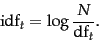 idf_t = log N/df_t.